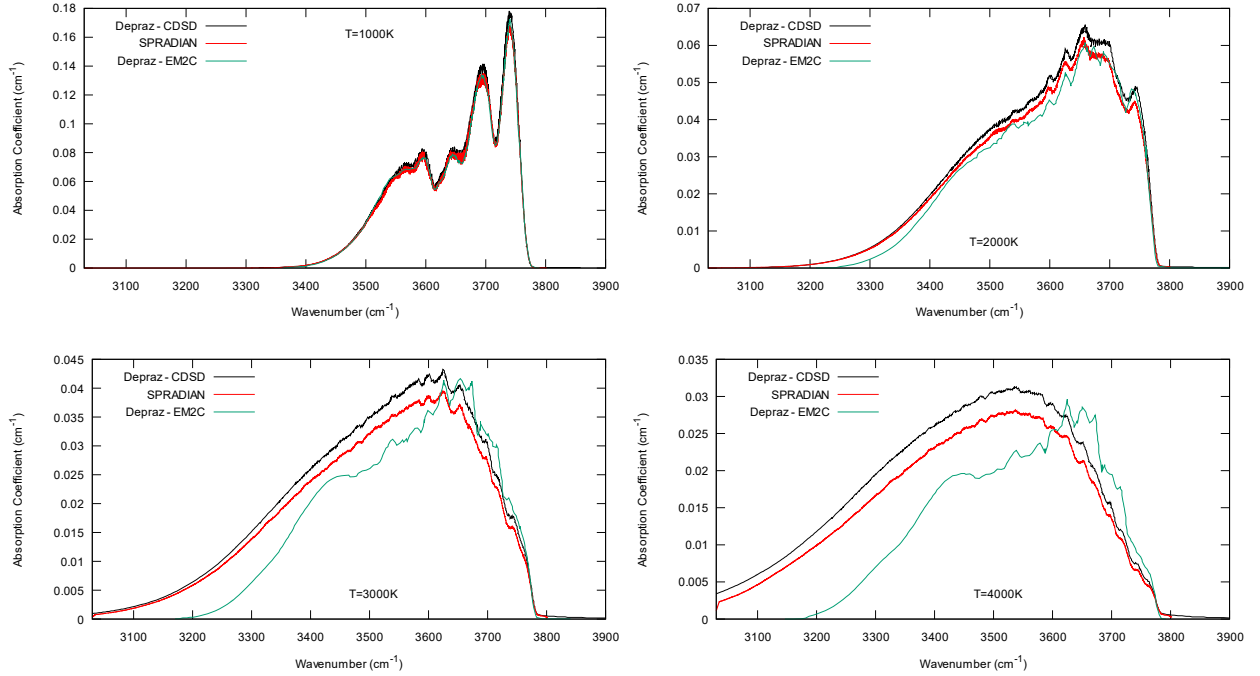 Depraz - CDSD
SPRADIAN
Depraz - EM2C
T=1000K
Absorption Coefficient (cm⁻¹)
0.18
0.16
0.14
0.12
0.1
0.08
0.06
0.04
0.02
0
3100 3200 3300 3400 3500 3600 3700 3800 3900
Wavenumber (cm⁻¹)
Depraz - CDSD
SPRADIAN
Depraz - EM2C
T=2000K
Absorption Coefficient (cm⁻¹)
0.07
0.06
0.05
0.04
0.03
0.02
0.01
0
3100 3200 3300 3400 3500 3600 3700 3800 3900
Wavenumber (cm⁻¹)
Depraz - CDSD
SPRADIAN
Depraz - EM2C
T=3000K
Absorption Coefficient (cm⁻¹)
0.045
0.04
0.035
0.03
0.025
0.02
0.015
0.01
0.005
0
3100 3200 3300 3400 3500 3600 3700 3800 3900
Wavenumber (cm⁻¹)
Depraz - CDSD
SPRADIAN
Depraz - EM2C
T=4000K
Absorption Coefficient (cm⁻¹)
0.035
0.03
0.025
0.02
0.015
0.01
0.005
0
3100 3200 3300 3400 3500 3600 3700 3800 3900
Wavenumber (cm⁻¹)